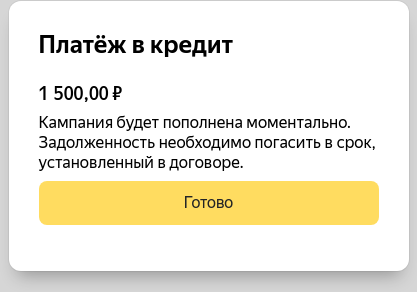 Платёж в кредит
1 500,00 ₽
Кампания будет пополнена моментально.
Задолженность необходимо погасить в срок,
установленный в договоре.
Готово